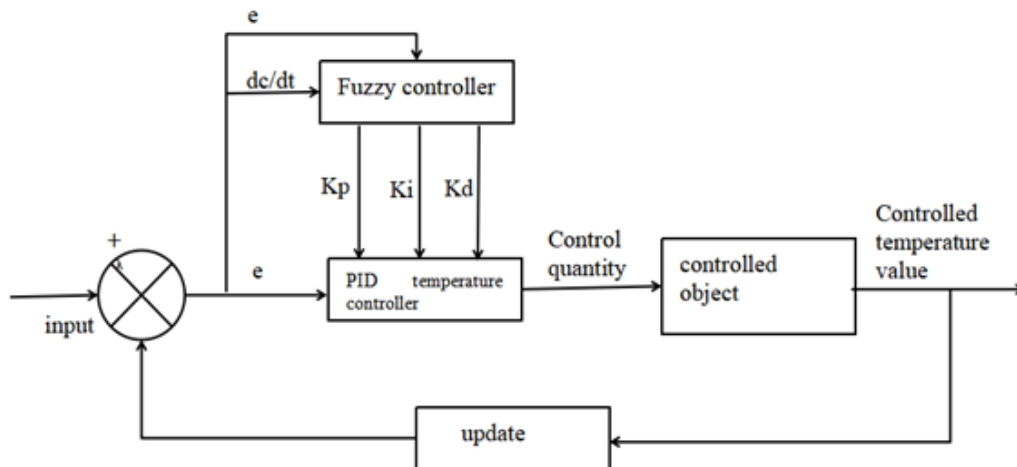 e
dc/dt
Fuzzy controller
Kp
Ki
Kd
+
input
e
PID temperature
controller
Control
quantity
controlled
object
Controlled
temperature
value
update